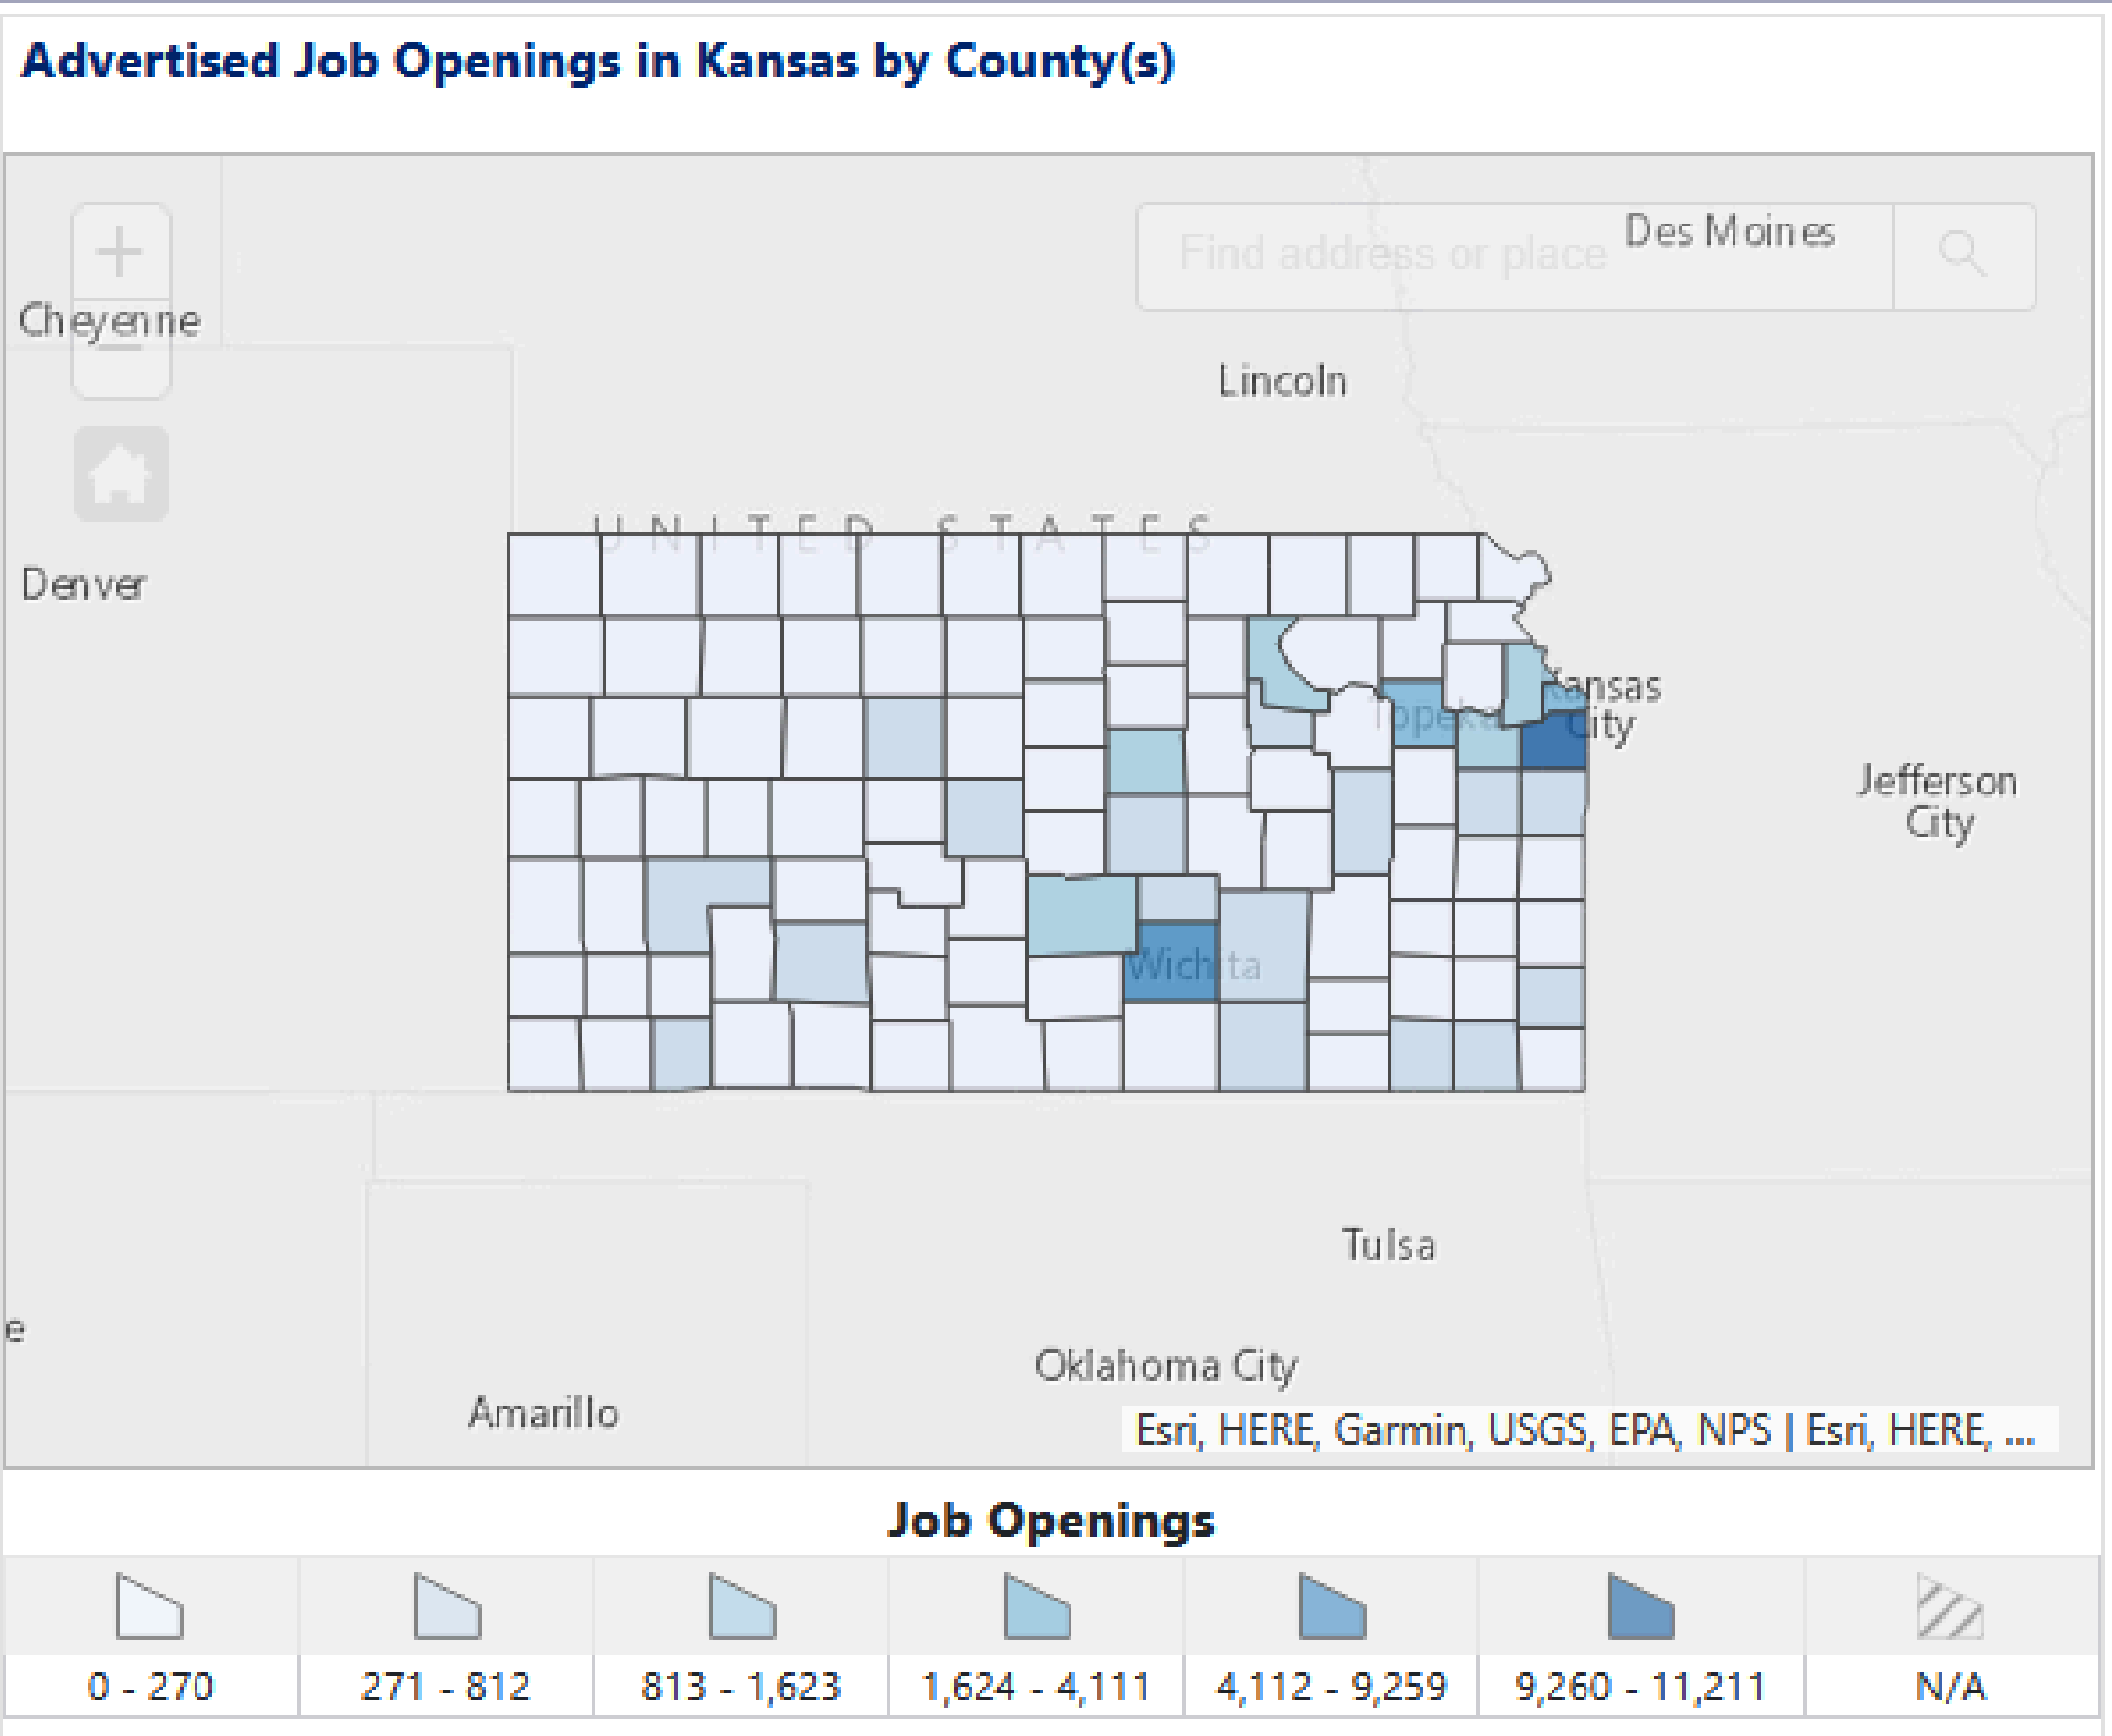 Advertised Job Openings in Kansas by County(s)
Find address or place
Des Moines
Cheyenne
Lincoln
UNITED STATES
Denver
Kansas
City
Topeka
Jefferson
City
Wichita
Tulsa
e
Oklahoma City
Amarillo
Esri, HERE, Garmin, USGS, EPA, NPS | Esri, HERE, ...
Job Openings
0 - 270
271 - 812
813 - 1,623
1,624 - 4,111
4,112 - 9,259
9,260 - 11,211
N/A